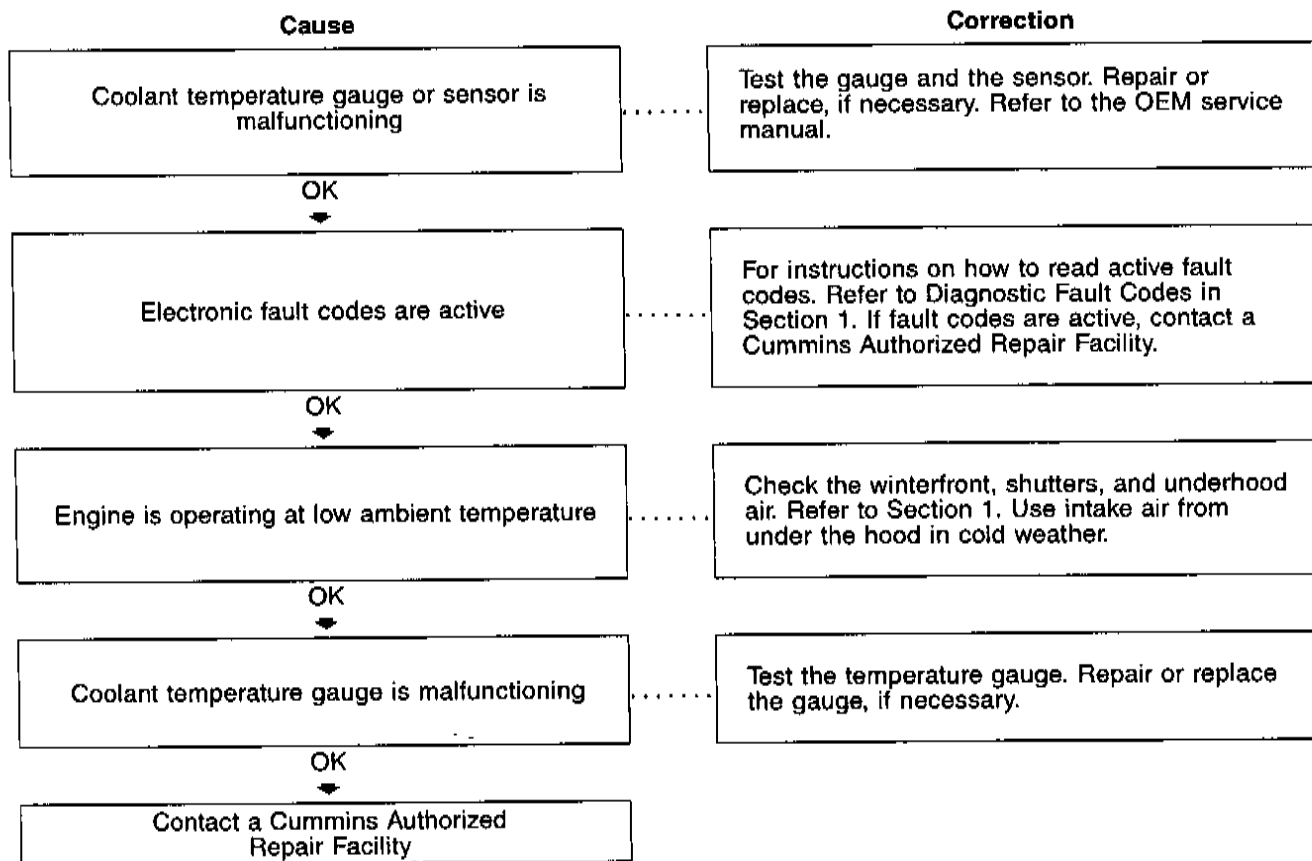 Cause
Correction
Coolant temperature gauge or sensor is
malfunctioning
Test the gauge and the sensor. Repair or
replace, if necessary. Refer to the OEM service
manual.
OK
Electronic fault codes are active
For instructions on how to read active fault
codes. Refer to Diagnostic Fault Codes in
Section 1. If fault codes are active, contact a
Cummins Authorized Repair Facility.
OK
Engine is operating at low ambient temperature
Check the winterfront, shutters, and underhood
air. Refer to Section 1. Use intake air from
under the hood in cold weather.
OK
Coolant temperature gauge is malfunctioning
Test the temperature gauge. Repair or replace
the gauge, if necessary.
OK
Contact a Cummins Authorized
Repair Facility